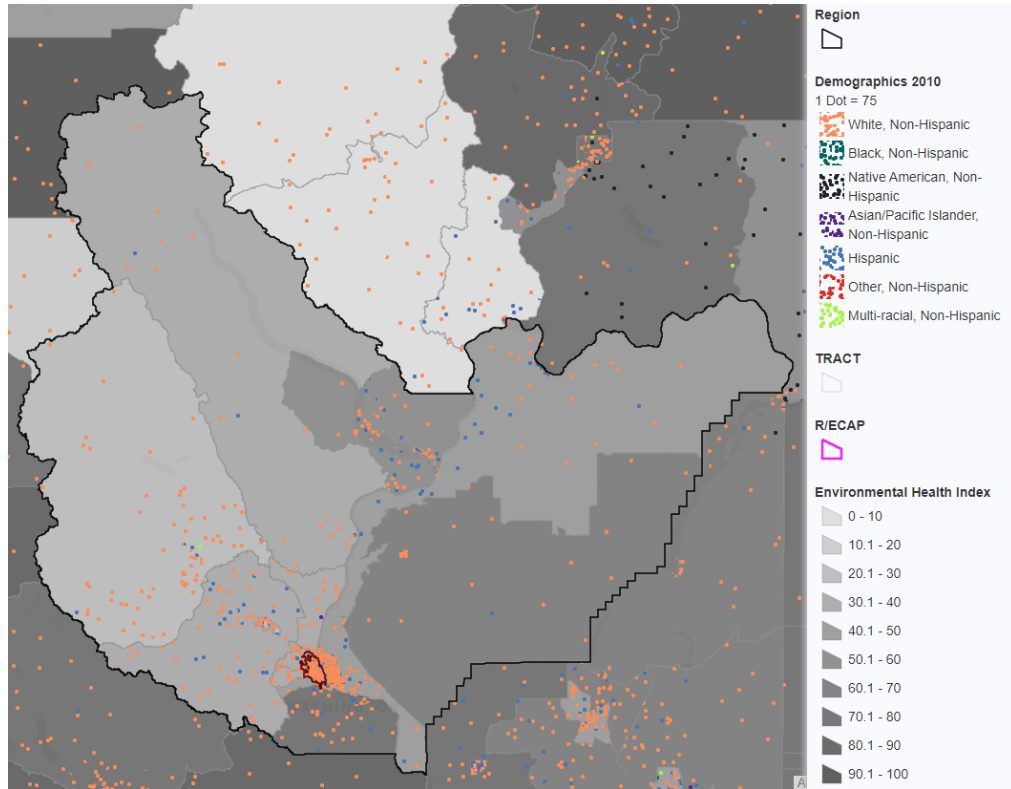 Region
Demographics 2010
1 Dot = 75
White, Non-Hispanic
Black, Non-Hispanic
Native American, Non-
Hispanic
Asian/Pacific Islander,
Non-Hispanic
Hispanic
Other, Non-Hispanic
Multi-racial, Non-Hispanic
TRACT
R/ECAP
Environmental Health Index
0 - 10
10.1 - 20
20.1 - 30
30.1 - 40
40.1 - 50
50.1 - 60
60.1 - 70
70.1 - 80
80.1 - 90
90.1 - 100
A